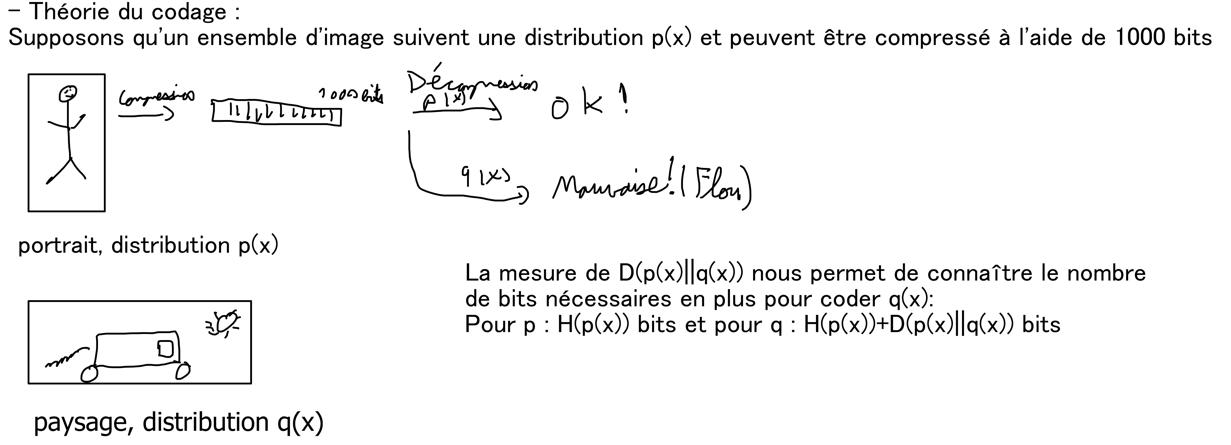 - Théorie du codage :
Supposons qu'un ensemble d'image suivent une distribution p(x) et peuvent être compressé à l'aide de 1000 bits
Compression
1000 bits
Décompression
p(x)
ok !
q(x)
Mauvaise! (Flou)
portrait, distribution p(x)
La mesure de D(p(x)||q(x)) nous permet de connaître le nombre
de bits nécessaires en plus pour coder q(x):
Pour p : H(p(x)) bits et pour q : H(p(x))+D(p(x)||q(x)) bits
paysage, distribution q(x)